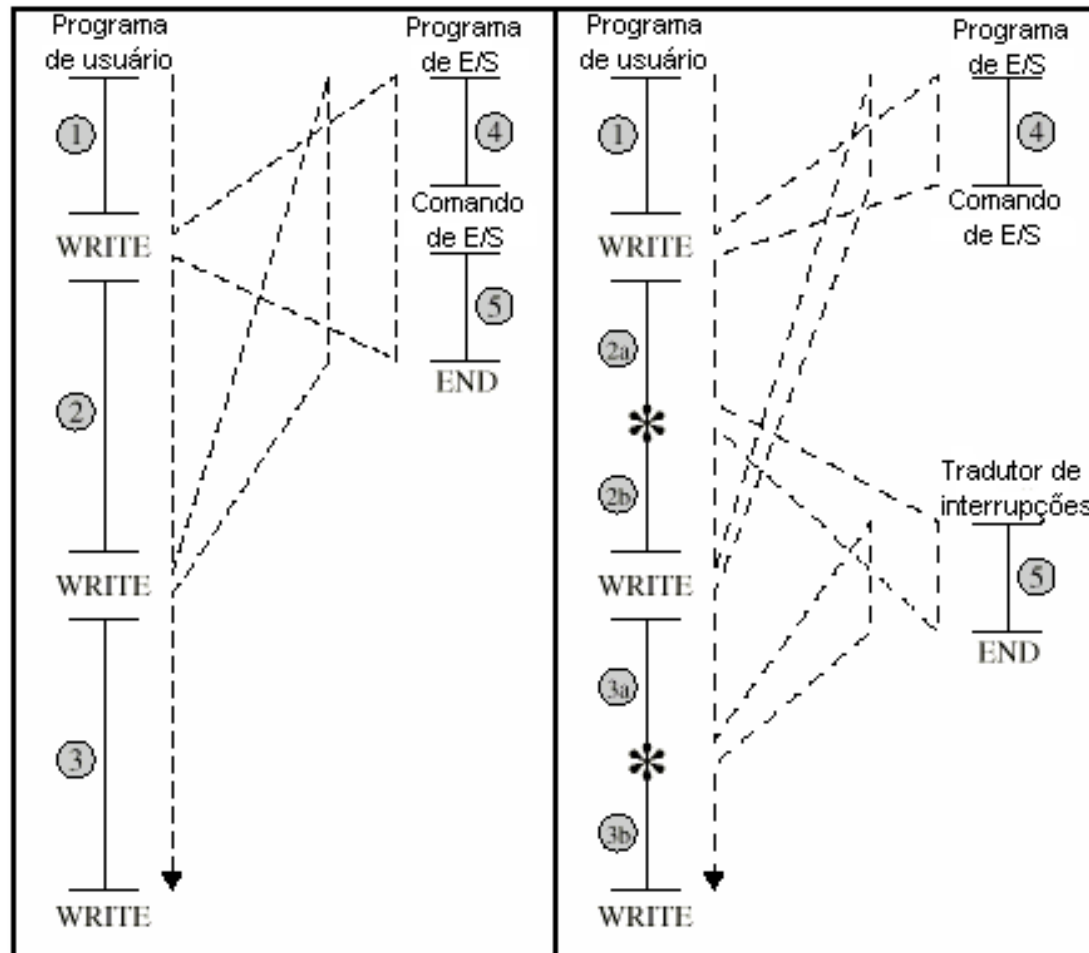 Programa
de usuário
1
WRITE
2
WRITE
3
WRITE
Programa
de E/S
4
Comando
de E/S
5
END
Programa
de usuário
1
WRITE
2a
2b
WRITE
3a
3b
WRITE
Programa
de E/S
4
Comando
de E/S
Tradutor de
interrupções
5
END